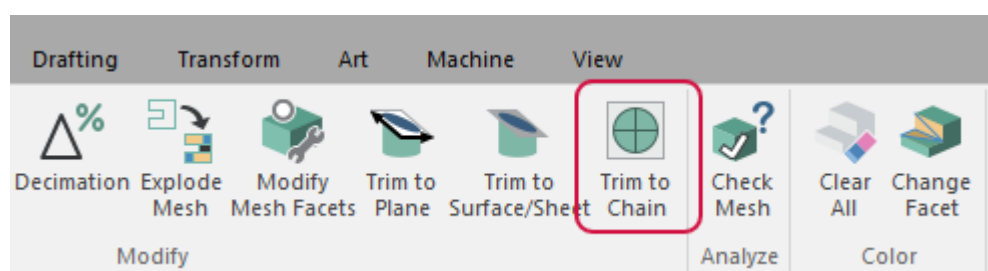 Drafting Transform Art Machine View
%
?
Decimation Explode Modify Trim to Trim to Trim to Check Clear Change
Mesh Mesh Facets Plane Surface/Sheet Chain Mesh All Facet
Modify Analyze Color